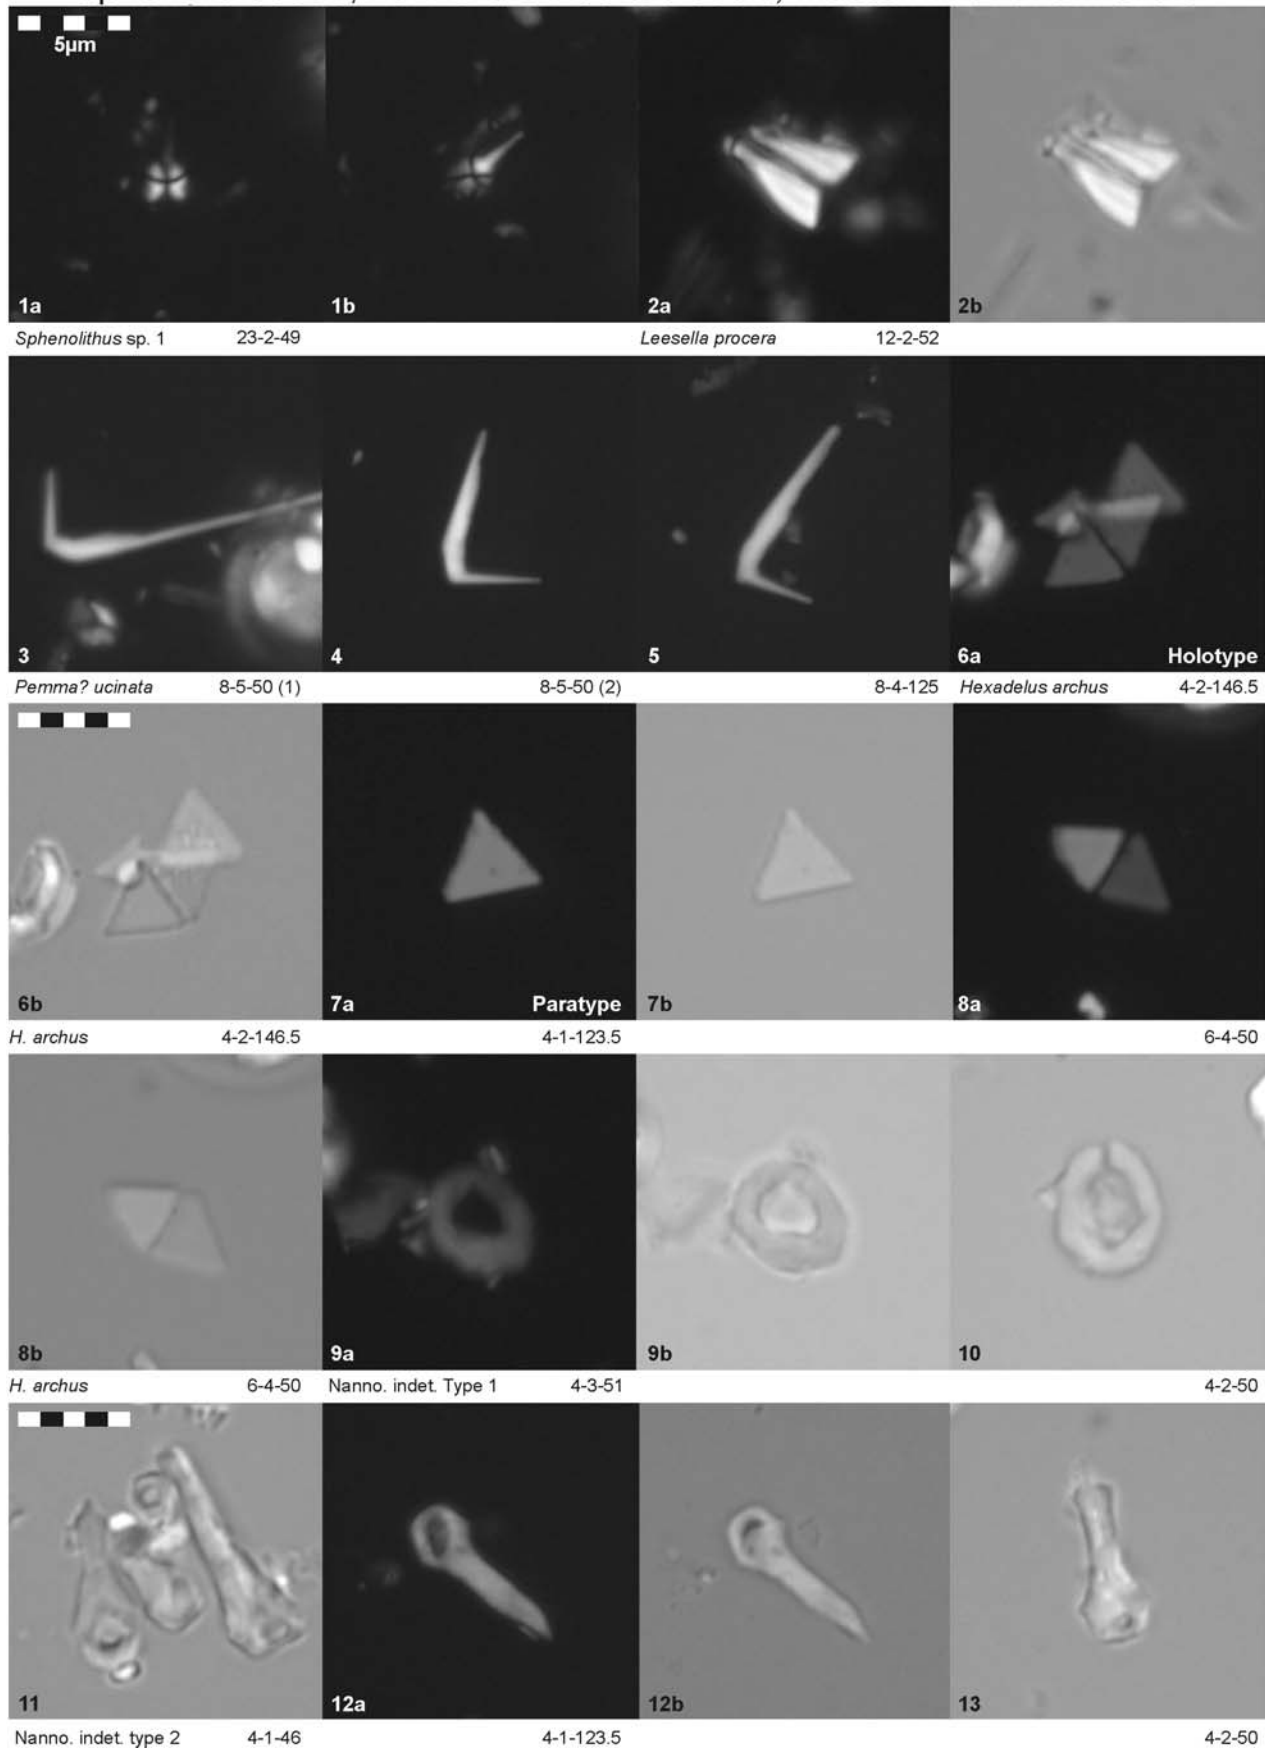 5µm
1a 1b 2a 2b
Sphenolithus sp. 1 23-2-49 Leesella procera 12-2-52
3 4 5 6a Holotype
Pemma? ucinata 8-5-50 (1) 8-5-50 (2) 8-4-125 Hexadelus archus 4-2-146.5
6b 7a Paratype 7b 8a
H. archus 4-2-146.5 4-1-123.5 6-4-50
8b 9a 9b 10
H. archus 6-4-50 Nanno. indet. Type 1 4-3-51 4-2-50
11 12a 12b 13
Nanno. indet. type 2 4-1-46 4-1-123.5 4-2-50